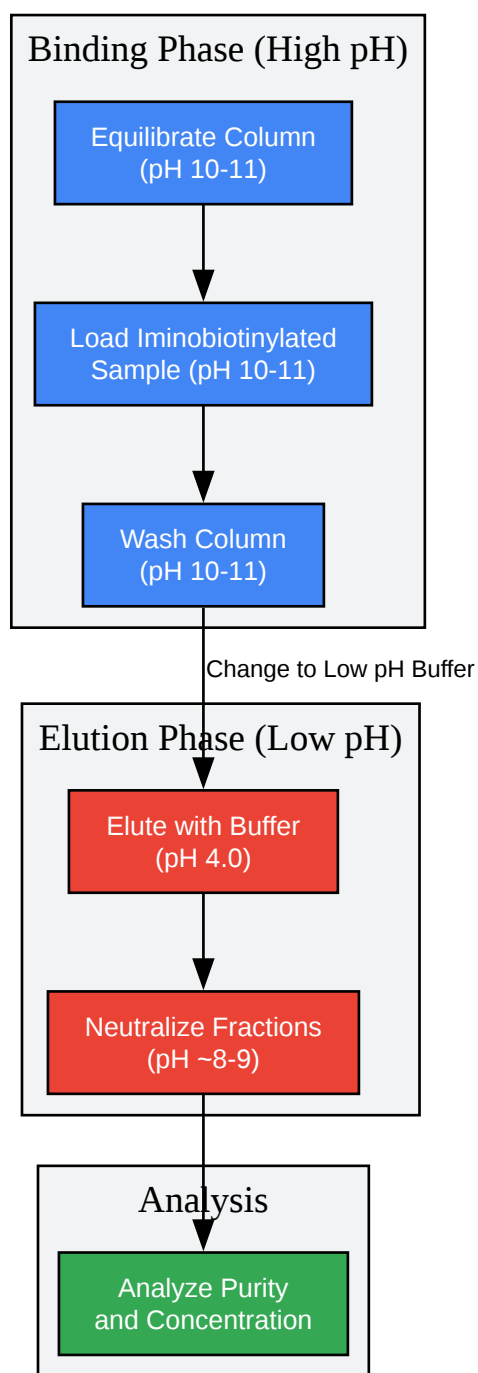 Binding Phase (High pH)
Equilibrate Column
(pH 10-11)
Load Iminobiotinylated
Sample (pH 10-11)
Wash Column
(pH 10-11)
Change to Low pH Buffer
Elution Phase (Low pH)
Elute with Buffer
(pH 4.0)
Neutralize Fractions
(pH ~8-9)
Analysis
Analyze Purity
and Concentration